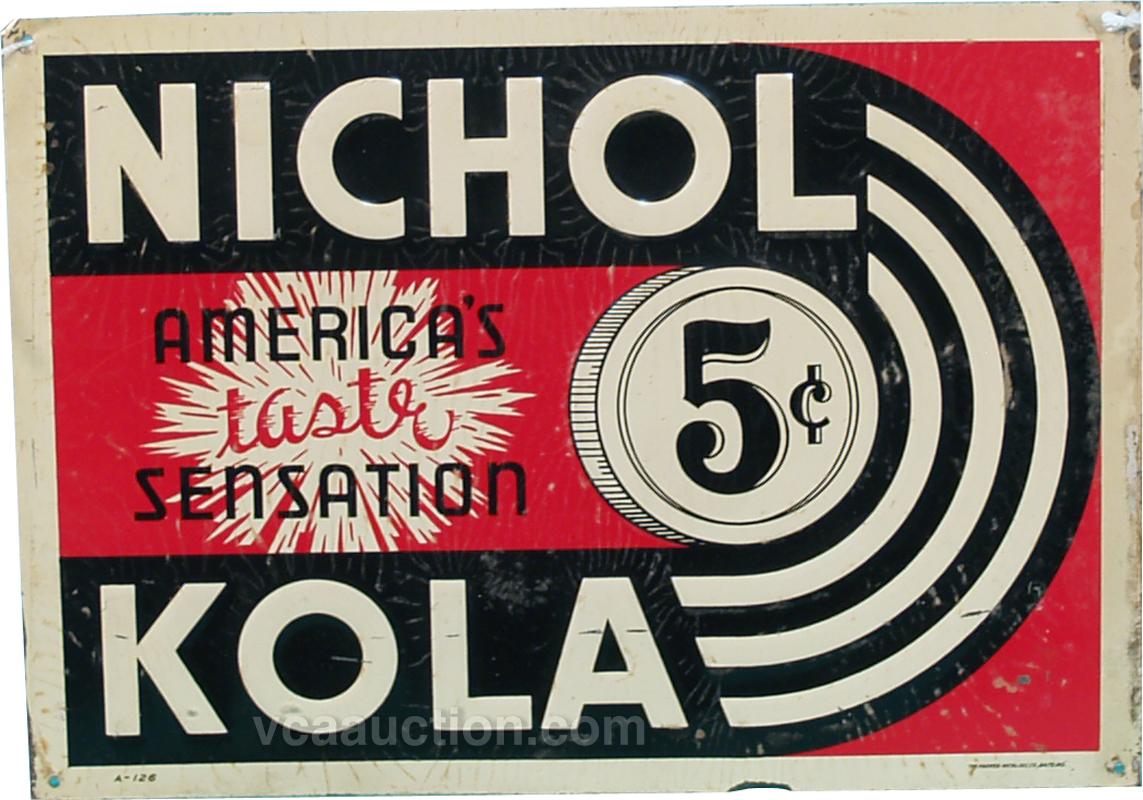 NICHOL
AMERICA'S
taste
SENSATION
5¢
KOLA
vcaauction.com
A-126